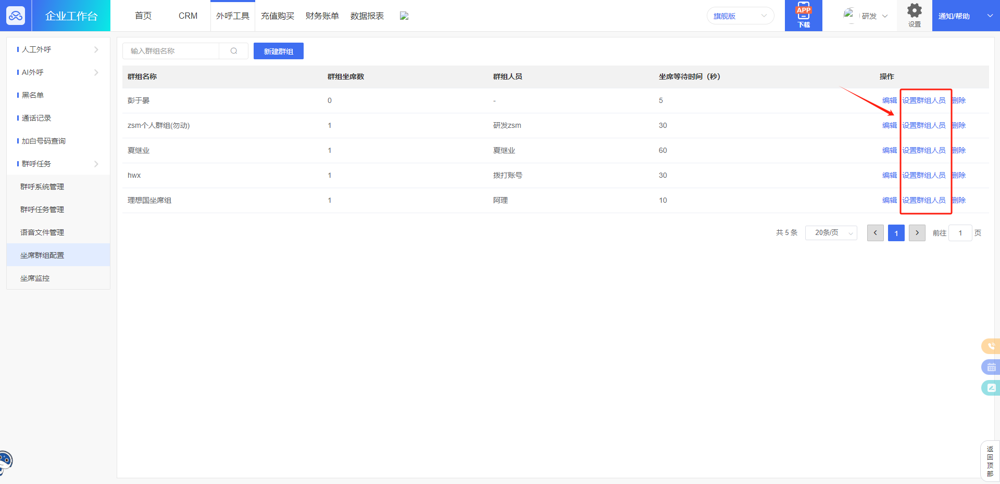 企业工作台
首页 CRM 外呼工具 充值购买 财务账单 数据报表
旗舰版
APP
下载
研发
设置
通知/帮助
人工外呼
AI外呼
黑名单
通话记录
加白号码查询
群呼任务
群呼系统管理
群呼任务管理
语音文件管理
坐席群组配置
坐席监控
输入群组名称 新建群组
群组名称 群组坐席数 群组人员 坐席等待时间（秒） 操作
彭于晏 0 - 5 编辑 设置群组人员 删除
zsm个人群组(勿动) 1 研发zsm 30 编辑 设置群组人员 删除
夏继业 1 夏继业 60 编辑 设置群组人员 删除
hwx 1 拨打账号 30 编辑 设置群组人员 删除
理想国坐席组 1 阿理 10 编辑 设置群组人员 删除
共 5 条 20条/页 1 前往 1 页
返
回
顶
部